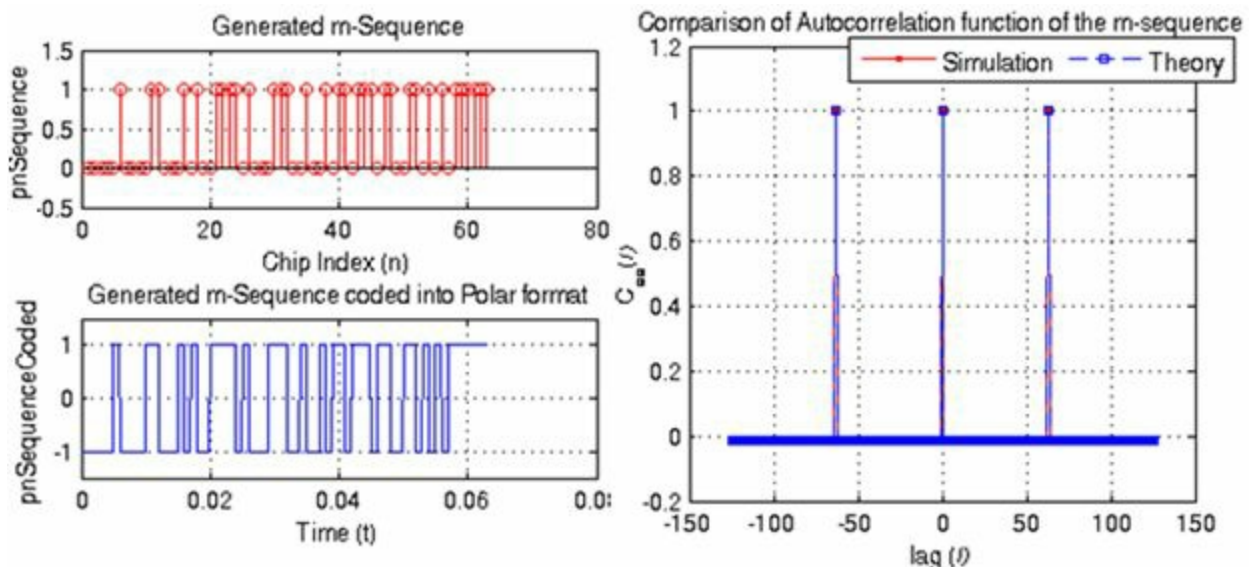 Generated m-Sequence
pnSequence
1.5
1
0.5
0
-0.5
0 20 40 60 80
Chip Index (n)
Generated m-Sequence coded into Polar format
pnSequenceCoded
1
0
-1
0 0.02 0.04 0.06
Time (t)
Comparison of Autocorrelation function of the m-sequence
Simulation Theory
1.2
1
0.8
0.6
0.4
0.2
0
-0.2
-150 -100 -50 0 50 100 150
lag (l)